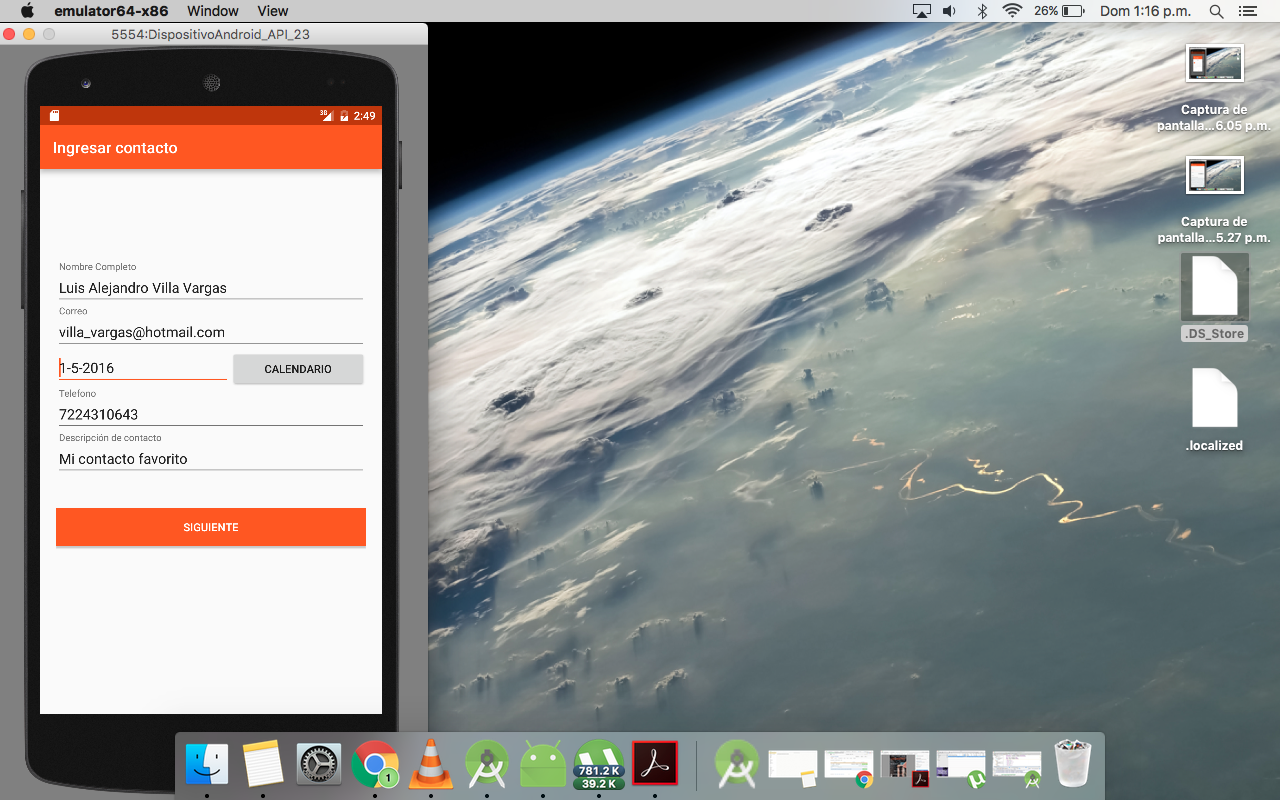 emulator64-x86 Window View 26% Dom 1:16 p.m.
5554:DispositivoAndroid_API_23
2:49
Ingresar contacto
Nombre Completo
Luis Alejandro Villa Vargas
Correo
villa_vargas@hotmail.com
1-5-2016 CALENDARIO
Telefono
7224310643
Descripción de contacto
Mi contacto favorito
SIGUIENTE
Captura de
pantalla...6.05 p.m.
Captura de
pantalla...5.27 p.m.
.DS_Store
.localized
1
781.2 K
39.2 K